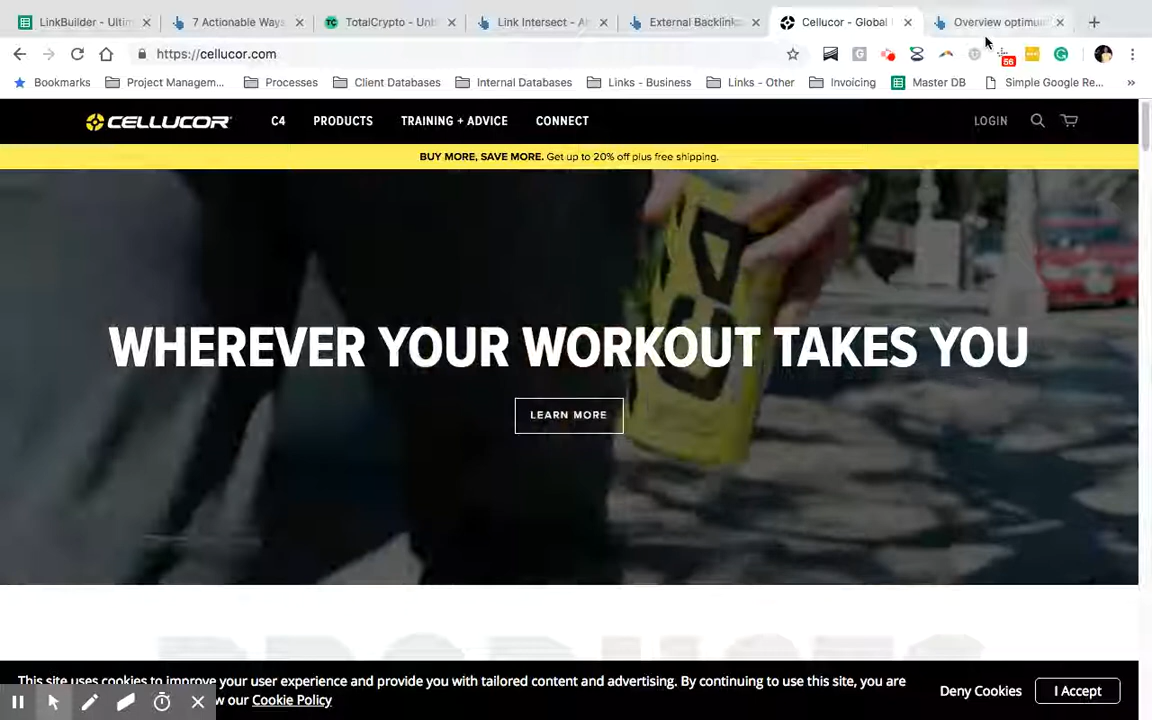 LinkBuilder - Ultim
7 Actionable Ways
TotalCrypto - Unb
Link Intersect - A
External Backlinks
Cellucor - Global
Overview optimu
https://cellucor.com
56
Bookmarks
Project Managem...
Processes
Client Databases
Internal Databases
Links - Business
Links - Other
Invoicing
Master DB
Simple Google Re...
»
CELLUCOR
C4
PRODUCTS
TRAINING + ADVICE
CONNECT
LOGIN
BUY MORE, SAVE MORE. Get up to 20% off plus free shipping.
WHEREVER YOUR WORKOUT TAKES YOU
LEARN MORE
PRODUCTS
This site uses cookies to improve your user experience and provide you with tailored content and advertising. By continuing to use this site, you are
w our Cookie Policy
Deny Cookies
I Accept